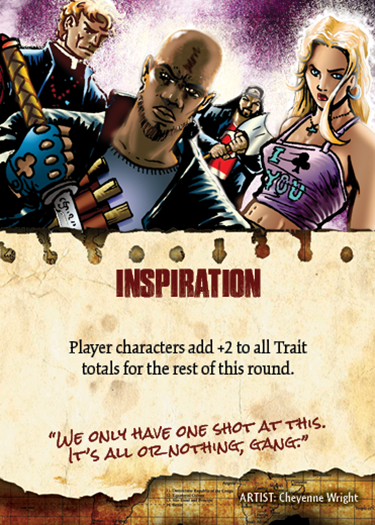 I ♣
YOU
INSPIRATION
Player characters add +2 to all Trait
totals for the rest of this round.
“WE ONLY HAVE ONE SHOT AT THIS.
IT’S ALL OR NOTHING, GANG.”
ARTIST: Cheyenne Wright